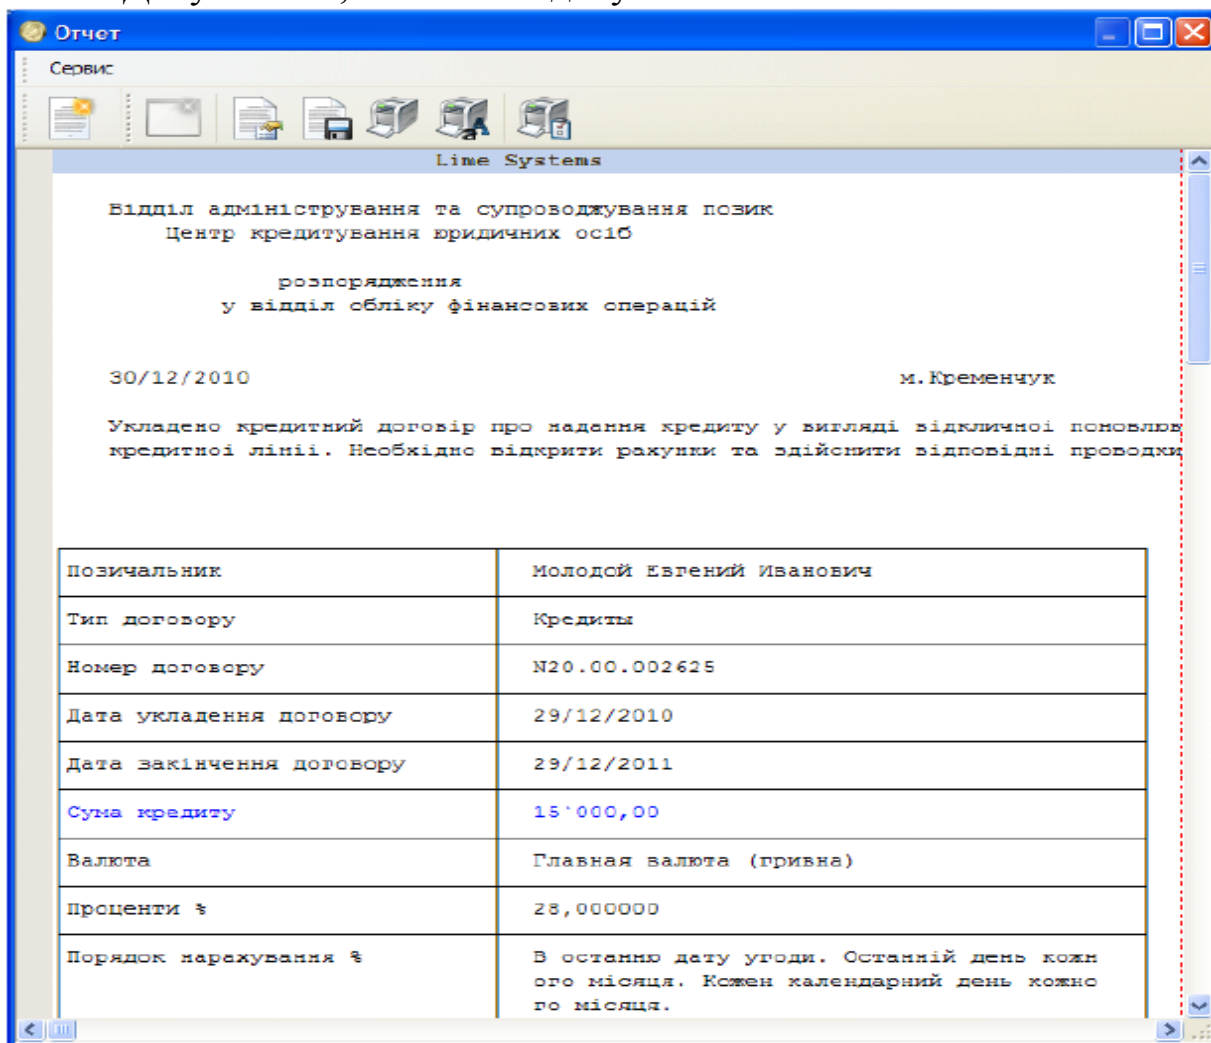 Отчет
Сервис
Lime Systems
Відділ адміністрування та супроводжування позик
Центр кредитування юридичних осіб
розпорядження
у відділ обліку фінансових операцій
30/12/2010 м.Кременчук
Укладено кредитний договір про надання кредиту у вигляді відкличної поновлюв
кредитної лінії. Необхідно відкрити рахунки та здійснити відповідні проводки
Позичальник Молодой Евгений Иванович
Тип договору Кредиты
Номер договору N20.00.002625
Дата укладення договору 29/12/2010
Дата закінчення договору 29/12/2011
Сума кредиту 15`000,00
Валюта Главная валюта (гривна)
Проценти % 28,000000
Порядок нарахування % В останню дату угоди. Останній день кожн
ого місяця. Кожен календарний день кожно
го місяця.